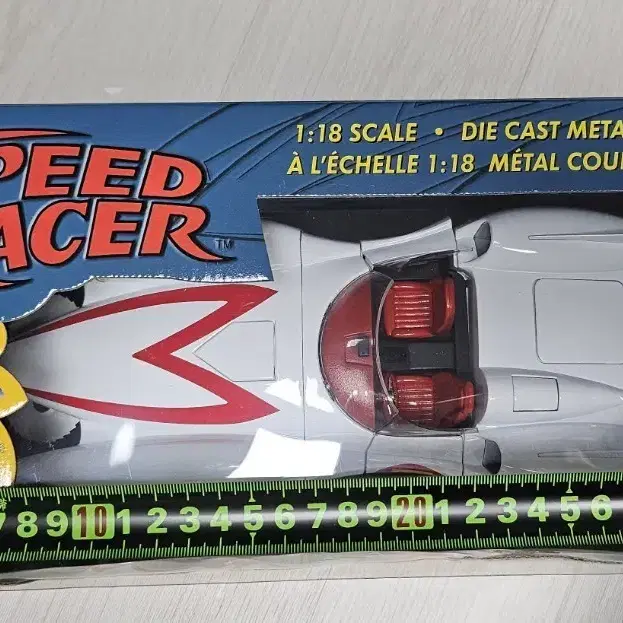 1:18 SCALE • DIE CAST META
À L'ÉCHELLE 1:18 MÉTAL COU
PEED
ACER™
7 8 9 10 1 2 3 4 5 6 7 8 9 20 1 2 3 4 5 6